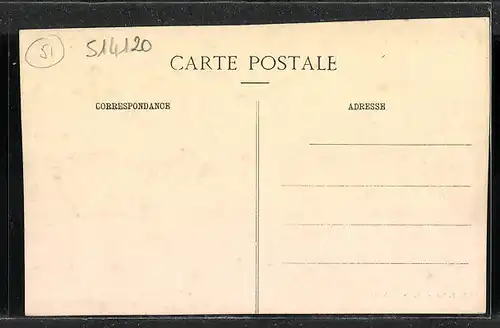 51
514120
CARTE POSTALE
CORRESPONDANCE
ADRESSE